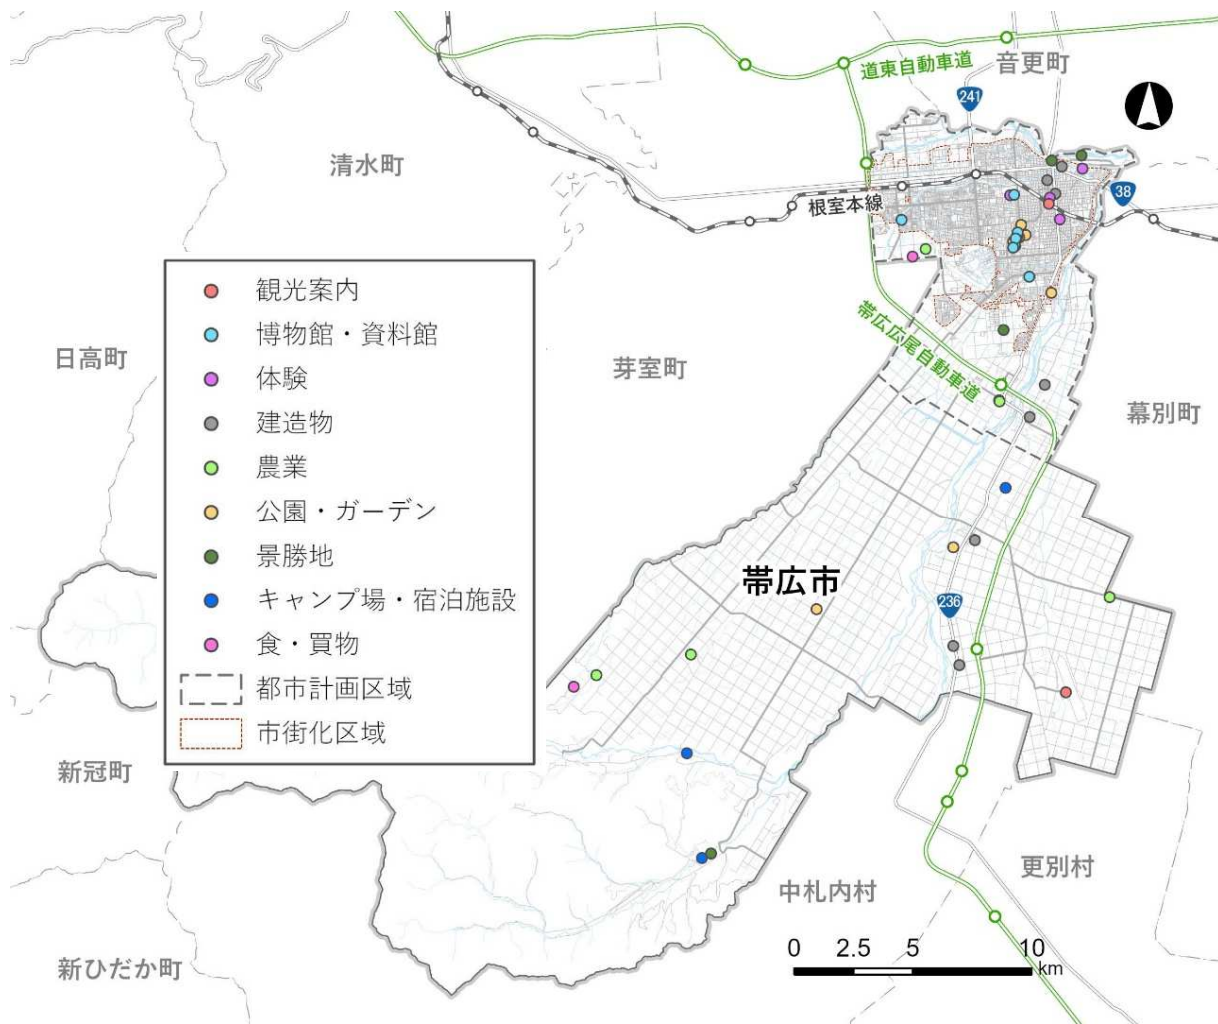 道東自動車道
音更町
241
清水町
38
根室本線
観光案内
博物館・資料館
体験
建造物
農業
公園・ガーデン
景勝地
キャンプ場・宿泊施設
食・買物
都市計画区域
市街化区域
帯広広尾自動車道
日高町
芽室町
幕別町
帯広市
236
新冠町
更別村
中札内村
新ひだか町
0 2.5 5 10
km